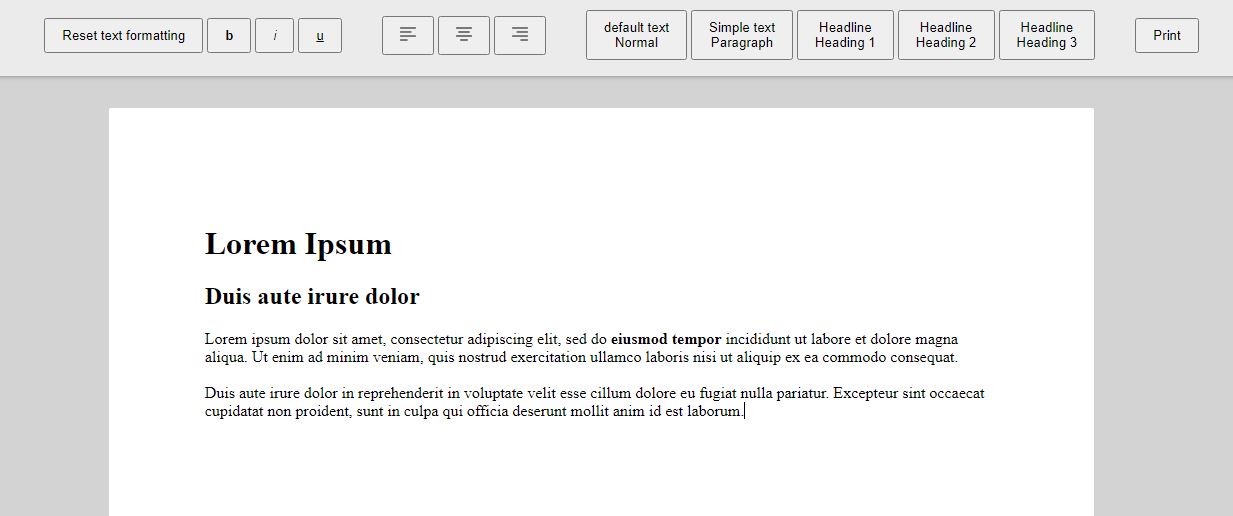 Reset text formatting b i u default text Simple text Headline Headline Headline Print
Normal Paragraph Heading 1 Heading 2 Heading 3
Lorem Ipsum
Duis aute irure dolor
Lorem ipsum dolor sit amet, consectetur adipiscing elit, sed do eiusmod tempor incididunt ut labore et dolore magna
aliqua. Ut enim ad minim veniam, quis nostrud exercitation ullamco laboris nisi ut aliquip ex ea commodo consequat.
Duis aute irure dolor in reprehenderit in voluptate velit esse cillum dolore eu fugiat nulla pariatur. Excepteur sint occaecat
cupidatat non proident, sunt in culpa qui officia deserunt mollit anim id est laborum.